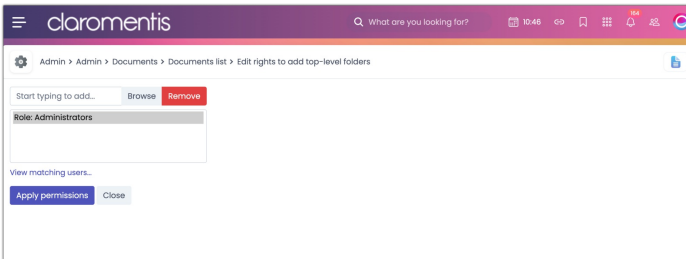 claromentis
What are you looking for?
10:46
164
Admin > Admin > Documents > Documents list > Edit rights to add top-level folders
Start typing to add...
Browse
Remove
Role: Administrators
View matching users...
Apply permissions
Close